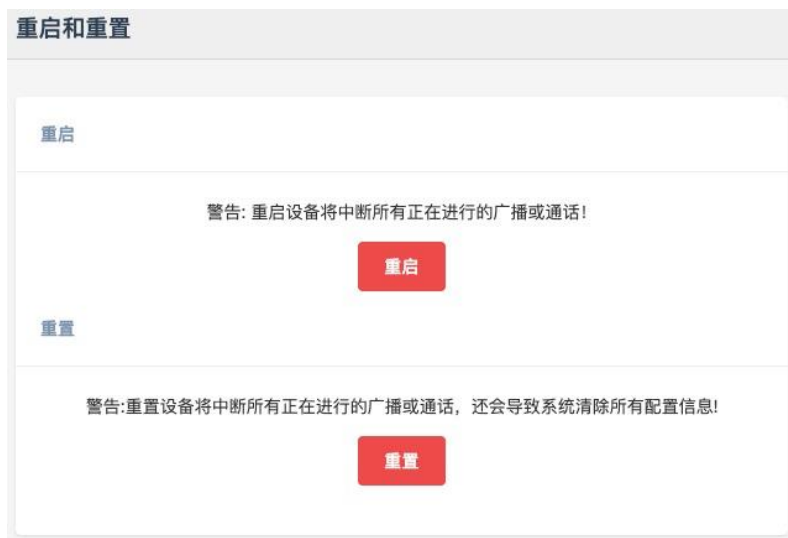 重启和重置
重启
警告: 重启设备将中断所有正在进行的广播或通话!
重启
重置
警告:重置设备将中断所有正在进行的广播或通话，还会导致系统清除所有配置信息!
重置